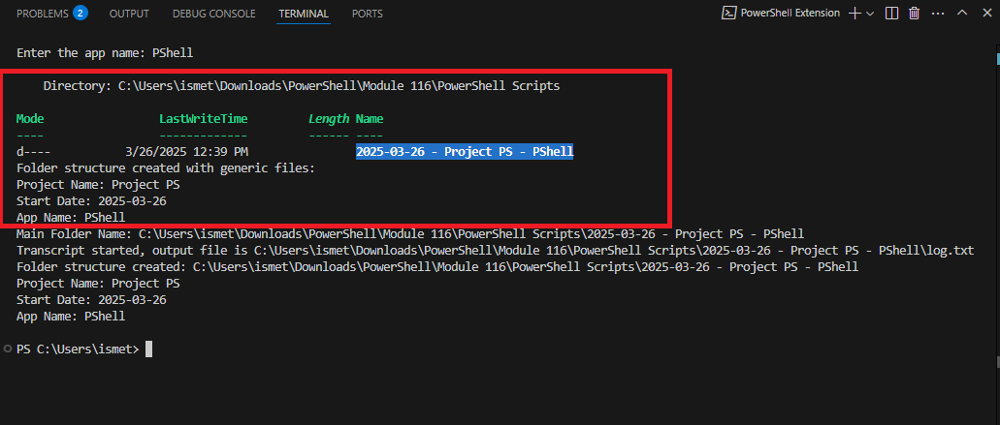 PROBLEMS 2 OUTPUT DEBUG CONSOLE TERMINAL PORTS PowerShell Extension
Enter the app name: PShell
Directory: C:\Users\ismet\Downloads\PowerShell\Module 116\PowerShell Scripts
Mode LastWriteTime Length Name
---- ------------- ------ ----
d---- 3/26/2025 12:39 PM 2025-03-26 - Project PS - PShell
Folder structure created with generic files:
Project Name: Project PS
Start Date: 2025-03-26
App Name: PShell
Main Folder Name: C:\Users\ismet\Downloads\PowerShell\Module 116\PowerShell Scripts\2025-03-26 - Project PS - PShell
Transcript started, output file is C:\Users\ismet\Downloads\PowerShell\Module 116\PowerShell Scripts\2025-03-26 - Project PS - PShell\log.txt
Folder structure created: C:\Users\ismet\Downloads\PowerShell\Module 116\PowerShell Scripts\2025-03-26 - Project PS - PShell
Project Name: Project PS
Start Date: 2025-03-26
App Name: PShell
PS C:\Users\ismet>